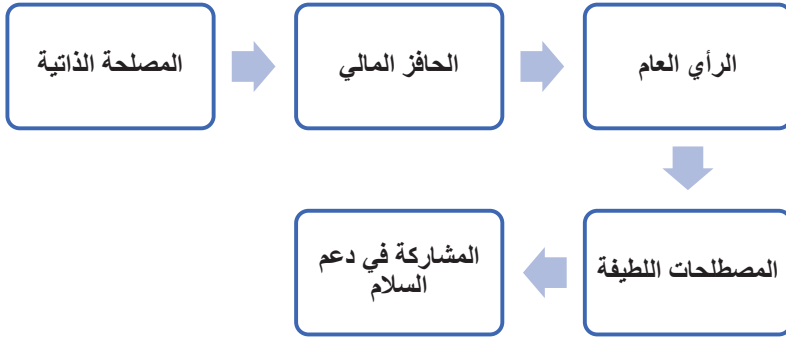 المصلحة الذاتية
الحافز المالي
الرأي العام
المصطلحات اللطيفة
المشاركة في دعم
السلام